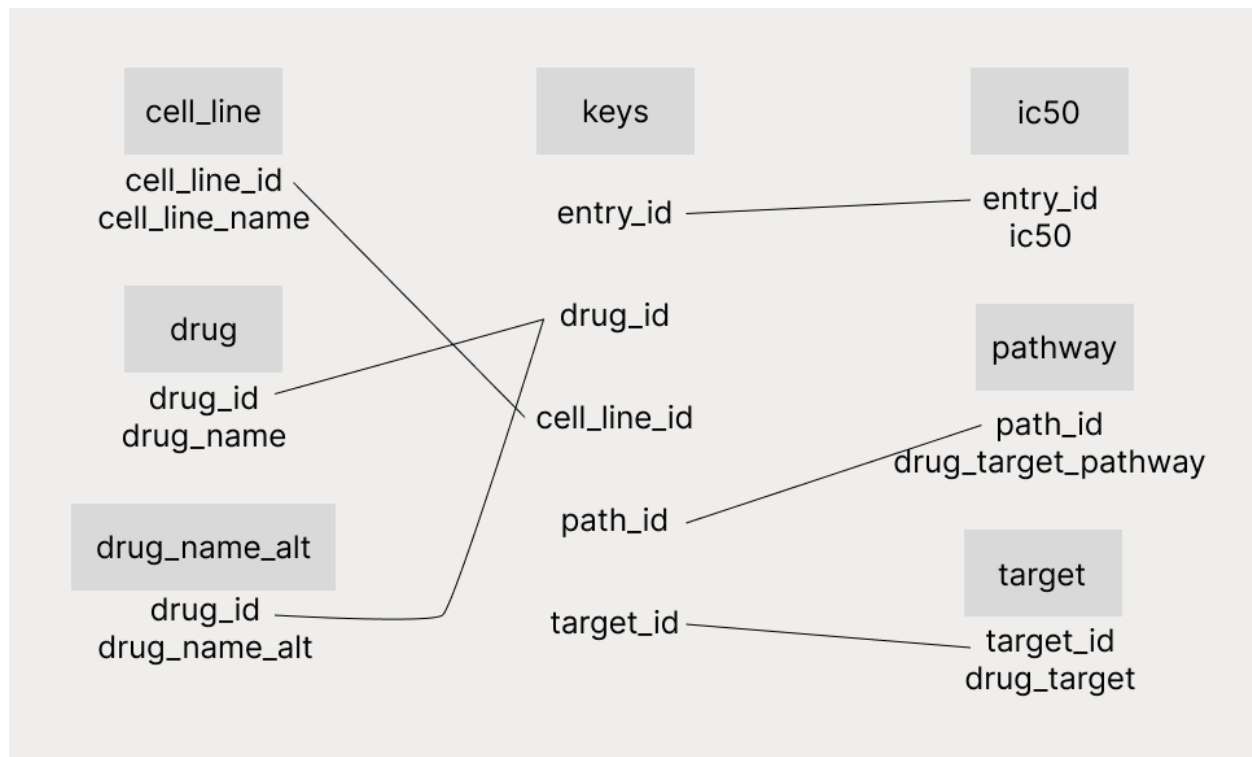 cell_line
cell_line_id
cell_line_name
drug
drug_id
drug_name
drug_name_alt
drug_id
drug_name_alt
keys
entry_id
drug_id
cell_line_id
path_id
target_id
ic50
entry_id
ic50
pathway
path_id
drug_target_pathway
target
target_id
drug_target